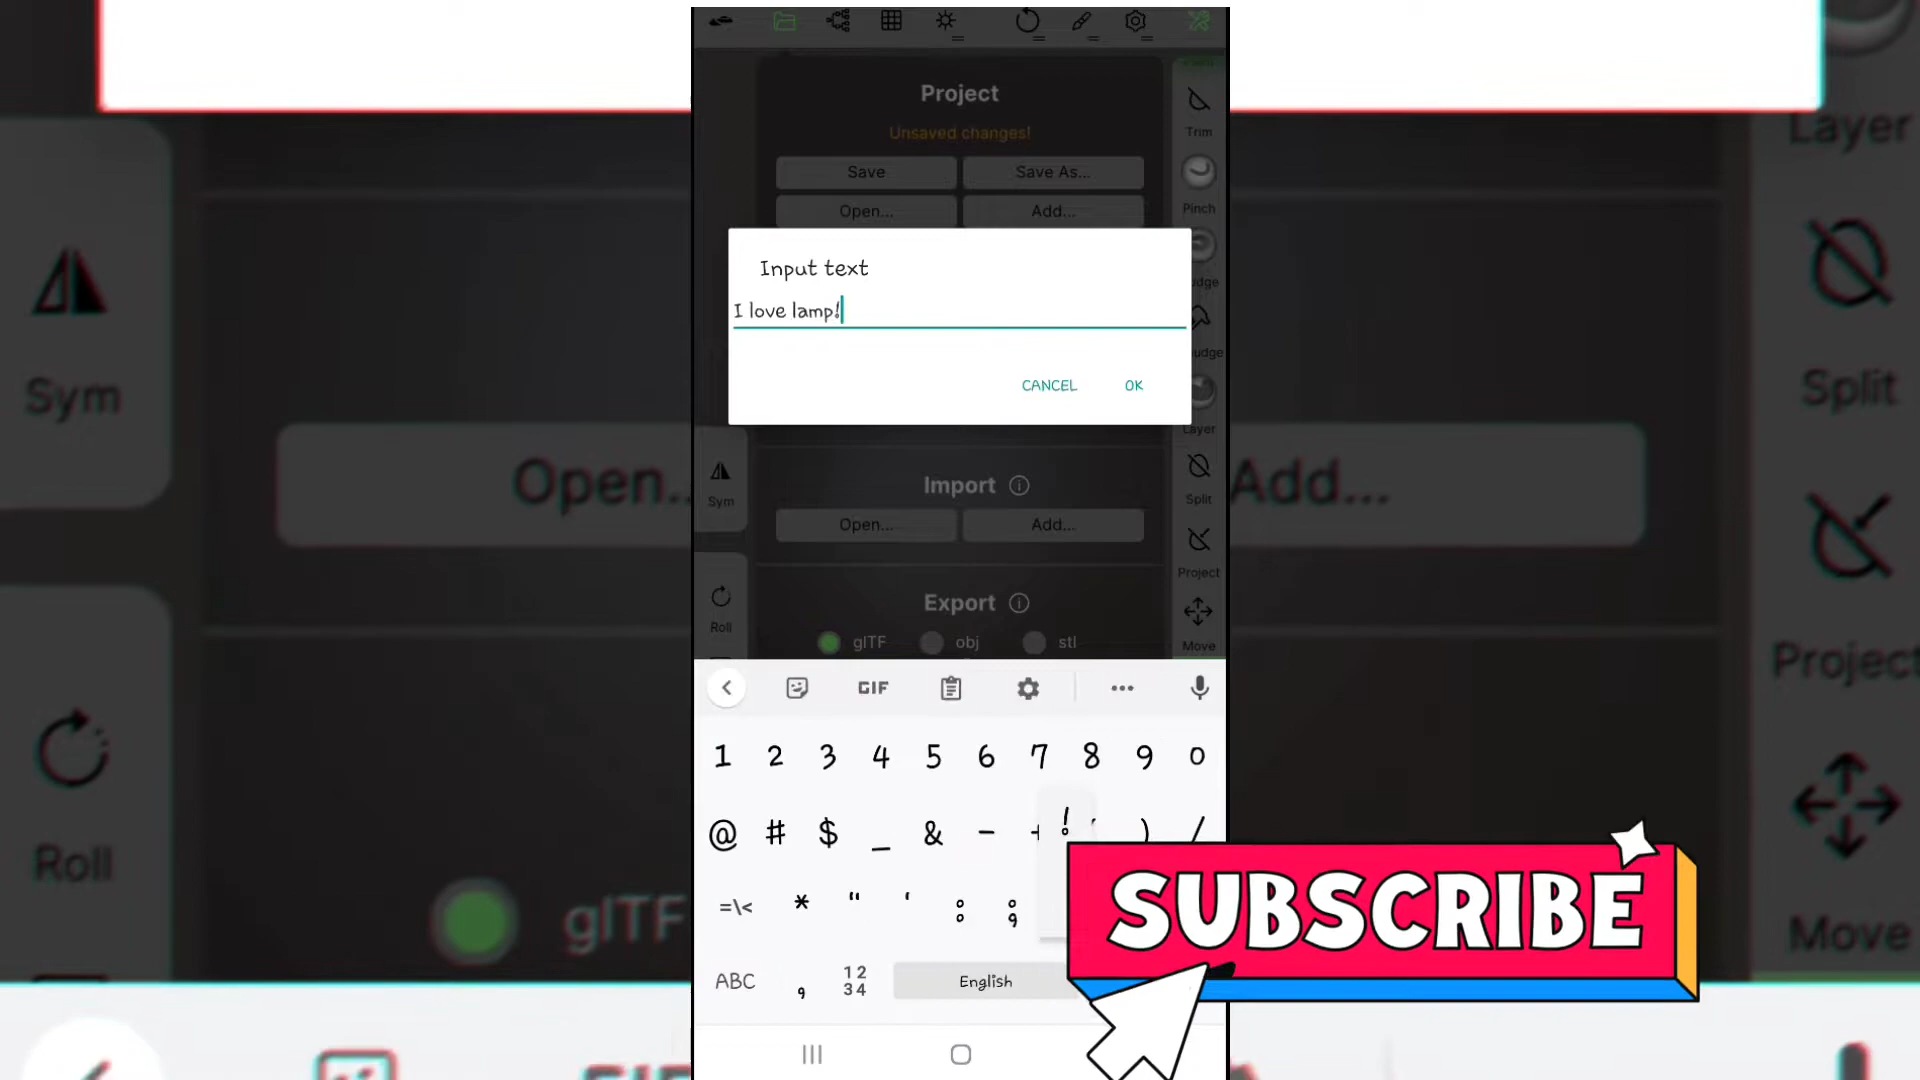 Project
Unsaved changes!
Save
Save As...
Open...
Add...
Input text
I love lamp!
CANCEL
OK
Import
Open...
Add...
Export
glTF
obj
stl
Trim
Pinch
Layer
Split
Project
Move
Sym
Roll
GIF
1 2 3 4 5 6 7 8 9 0
@ # $ _ & - + ! ) /
=\< * " ' : ;
ABC , 12 34 English
SUBSCRIBE
Sym
Roll
Open...
Add...
glTF
Layer
Split
Project
Move